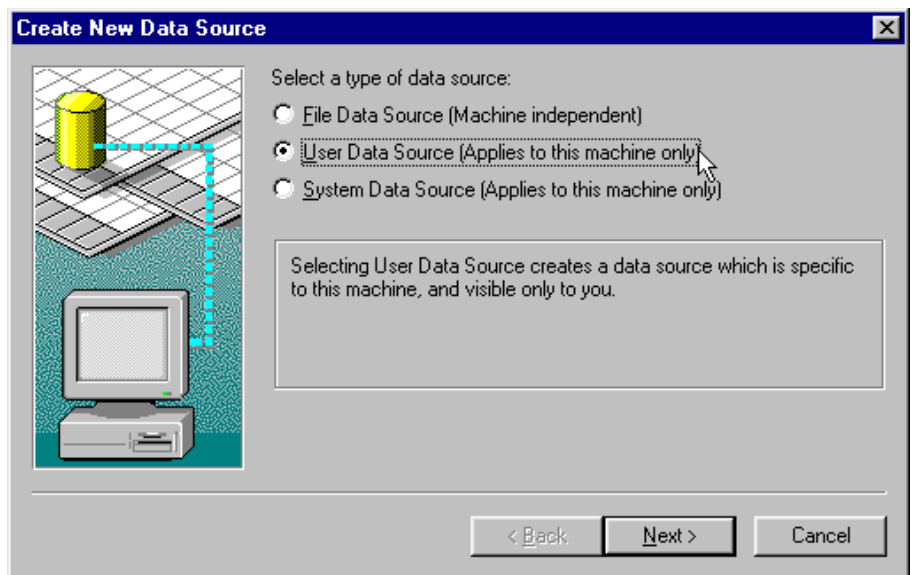 Create New Data Source
Select a type of data source:
File Data Source (Machine independent)
User Data Source (Applies to this machine only)
System Data Source (Applies to this machine only)
Selecting User Data Source creates a data source which is specific
to this machine, and visible only to you.
< Back
Next >
Cancel